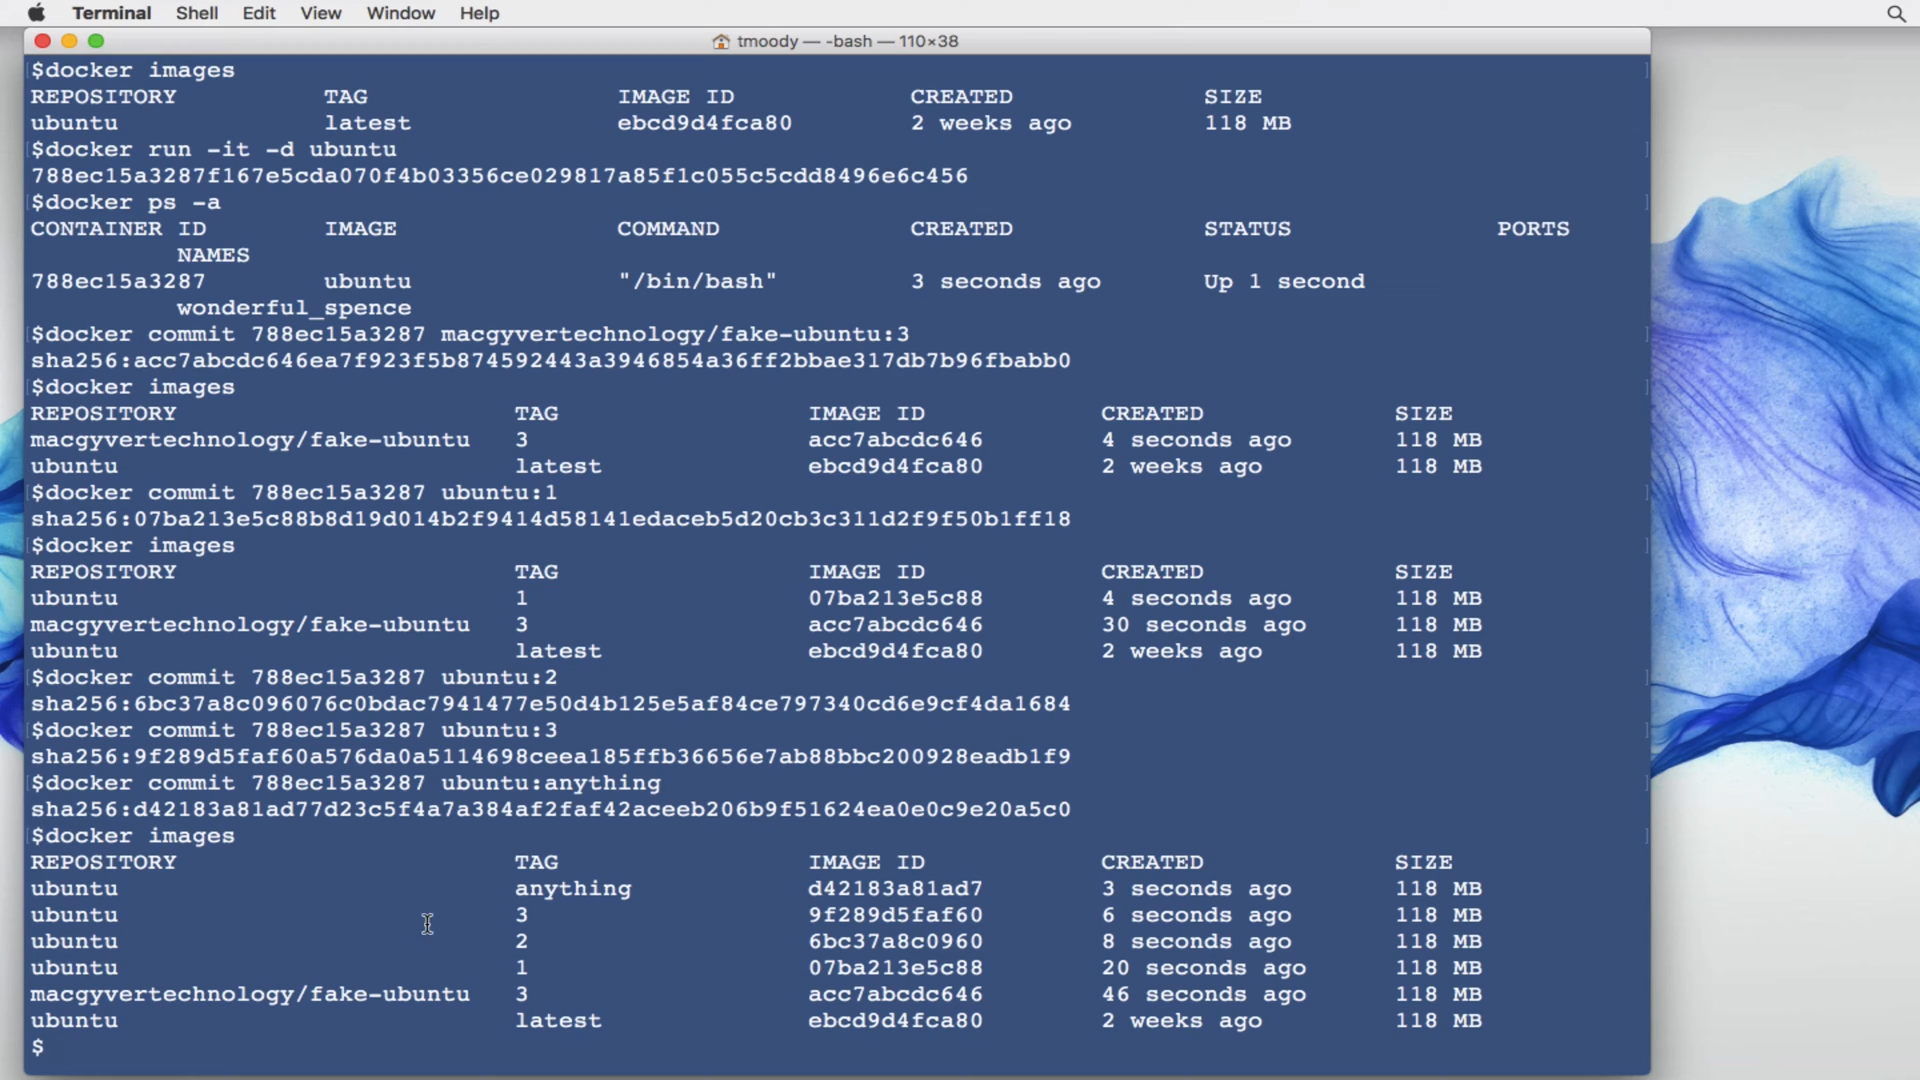 Terminal Shell Edit View Window Help
tmoody — -bash — 110×38
$docker images
REPOSITORY TAG IMAGE ID CREATED SIZE
ubuntu latest ebcd9d4fca80 2 weeks ago 118 MB
$docker run -it -d ubuntu
788ec15a3287f167e5cda070f4b03356ce029817a85f1c055c5cdd8496e6c456
$docker ps -a
CONTAINER ID IMAGE COMMAND CREATED STATUS PORTS
NAMES
788ec15a3287 ubuntu "/bin/bash" 3 seconds ago Up 1 second
wonderful_spence
$docker commit 788ec15a3287 macgyvertechnology/fake-ubuntu:3
sha256:acc7abcdc646ea7f923f5b874592443a3946854a36ff2bbae317db7b96fbabb0
$docker images
REPOSITORY TAG IMAGE ID CREATED SIZE
macgyvertechnology/fake-ubuntu 3 acc7abcdc646 4 seconds ago 118 MB
ubuntu latest ebcd9d4fca80 2 weeks ago 118 MB
$docker commit 788ec15a3287 ubuntu:1
sha256:07ba213e5c88b8d19d014b2f9414d58141edaceb5d20cb3c311d2f9f50b1ff18
$docker images
REPOSITORY TAG IMAGE ID CREATED SIZE
ubuntu 1 07ba213e5c88 4 seconds ago 118 MB
macgyvertechnology/fake-ubuntu 3 acc7abcdc646 30 seconds ago 118 MB
ubuntu latest ebcd9d4fca80 2 weeks ago 118 MB
$docker commit 788ec15a3287 ubuntu:2
sha256:6bc37a8c096076c0bdac7941477e50d4b125e5af84ce797340cd6e9cf4da1684
$docker commit 788ec15a3287 ubuntu:3
sha256:9f289d5faf60a576da0a5114698ceea185ffb36656e7ab88bbc200928eadb1f9
$docker commit 788ec15a3287 ubuntu:anything
sha256:d42183a81ad77d23c5f4a7a384af2faf42aceeb206b9f51624ea0e0c9e20a5c0
$docker images
REPOSITORY TAG IMAGE ID CREATED SIZE
ubuntu anything d42183a81ad7 3 seconds ago 118 MB
ubuntu 3 9f289d5faf60 6 seconds ago 118 MB
ubuntu 2 6bc37a8c0960 8 seconds ago 118 MB
ubuntu 1 07ba213e5c88 20 seconds ago 118 MB
macgyvertechnology/fake-ubuntu 3 acc7abcdc646 46 seconds ago 118 MB
ubuntu latest ebcd9d4fca80 2 weeks ago 118 MB
$